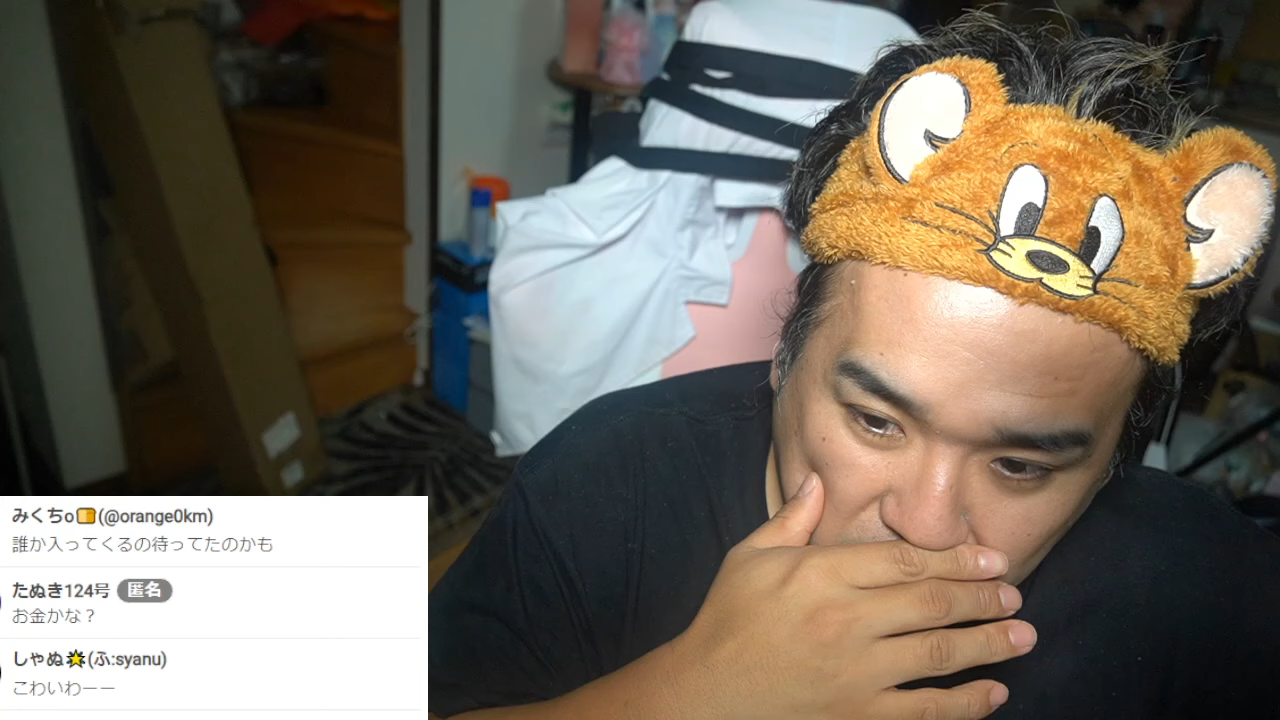 みくちo🍞(@orange0km)
誰か入ってくるの待ってたのかも
たぬき124号 匿名
お金かな？
しゃぬ🌟(ふ:syanu)
こわいわーー